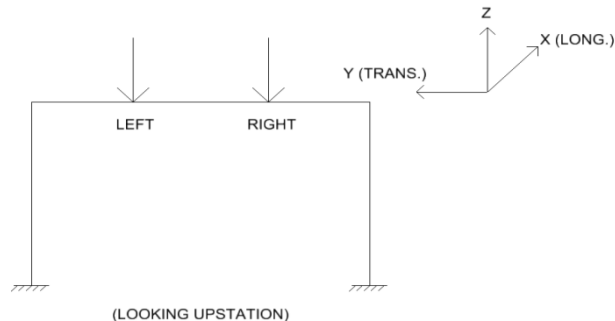 Z
X (LONG.)
Y (TRANS.)
LEFT
RIGHT
(LOOKING UPSTATION)